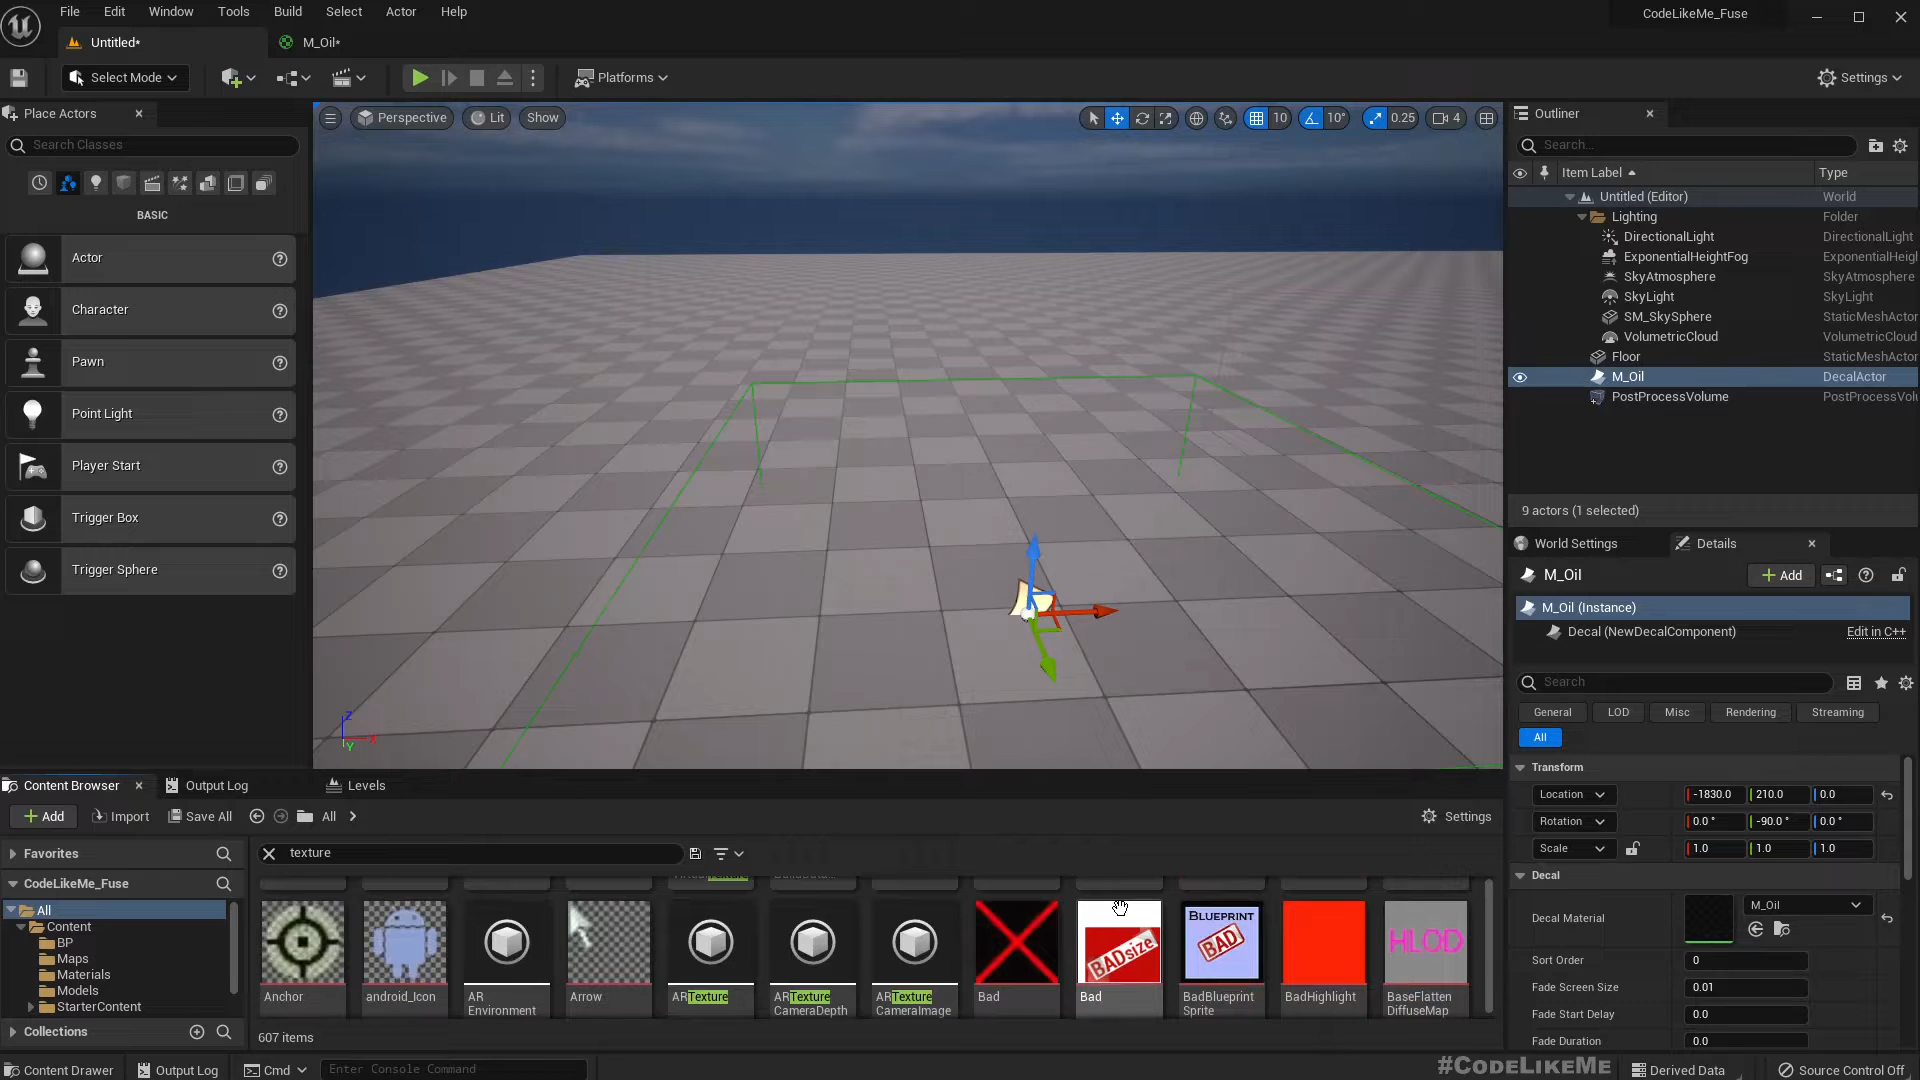 File Edit Window Tools Build Select Actor Help
CodeLikeMe_Fuse
Untitled*
M_Oil*
Select Mode
Platforms
Settings
Place Actors
Search Classes
BASIC
Actor
Character
Pawn
Point Light
Player Start
Trigger Box
Trigger Sphere
Perspective
Lit
Show
10
10°
0.25
4
Z
X
Y
Outliner
Search...
Item Label
Type
Untitled (Editor) World
Lighting Folder
DirectionalLight DirectionalLight
ExponentialHeightFog ExponentialHeigl
SkyAtmosphere SkyAtmosphere
SkyLight SkyLight
SM_SkySphere StaticMeshActor
VolumetricCloud VolumetricCloud
Floor StaticMeshActor
M_Oil DecalActor
PostProcessVolume PostProcessVolu
9 actors (1 selected)
World Settings
Details
M_Oil
Add
M_Oil (Instance)
Decal (NewDecalComponent) Edit in C++
Search
General LOD Misc Rendering Streaming
All
Transform
Location -1830.0 210.0 0.0
Rotation 0.0 ° -90.0 ° 0.0 °
Scale 1.0 1.0 1.0
Decal
Decal Material M_Oil
Sort Order 0
Fade Screen Size 0.01
Fade Start Delay 0.0
Fade Duration 0.0
Content Browser
Output Log
Levels
Add Import Save All All
Settings
Favorites
CodeLikeMe_Fuse
All
Content
BP
Maps
Materials
Models
StarterContent
Collections
texture
BADsize
BLUEPRINT
BAD
HLOD
Anchor
android_Icon
AR
Environment
Arrow
ARTexture
ARTexture
CameraDepth
ARTexture
CameraImage
Bad
Bad
BadBlueprint
Sprite
BadHighlight
BaseFlatten
DiffuseMap
607 items
Content Drawer Output Log Cmd Enter Console Command
#CODELIKEME
Derived Data Source Control Off